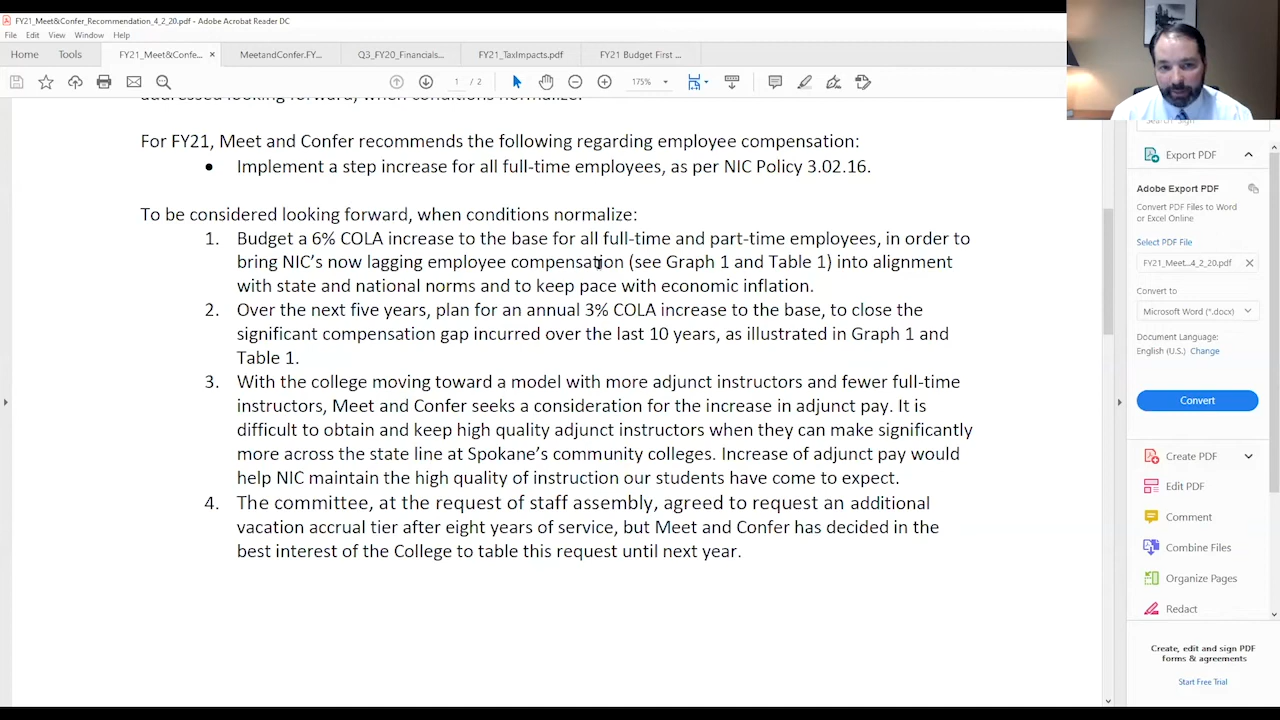 FY21_Meet&Confer_Recommendation_4_2_20.pdf - Adobe Acrobat Reader DC
File Edit View Window Help
Home Tools FY21_Meet&Confe... × MeetandConfer.FY... Q3_FY20_Financials... FY21_TaxImpacts.pdf FY21 Budget First ...
1 / 2 175%
addressed looking forward, when conditions normalize.
For FY21, Meet and Confer recommends the following regarding employee compensation:
• Implement a step increase for all full-time employees, as per NIC Policy 3.02.16.
To be considered looking forward, when conditions normalize:
1. Budget a 6% COLA increase to the base for all full-time and part-time employees, in order to
bring NIC's now lagging employee compensation (see Graph 1 and Table 1) into alignment
with state and national norms and to keep pace with economic inflation.
2. Over the next five years, plan for an annual 3% COLA increase to the base, to close the
significant compensation gap incurred over the last 10 years, as illustrated in Graph 1 and
Table 1.
3. With the college moving toward a model with more adjunct instructors and fewer full-time
instructors, Meet and Confer seeks a consideration for the increase in adjunct pay. It is
difficult to obtain and keep high quality adjunct instructors when they can make significantly
more across the state line at Spokane's community colleges. Increase of adjunct pay would
help NIC maintain the high quality of instruction our students have come to expect.
4. The committee, at the request of staff assembly, agreed to request an additional
vacation accrual tier after eight years of service, but Meet and Confer has decided in the
best interest of the College to table this request until next year.
Export PDF
Adobe Export PDF
Convert PDF Files to Word
or Excel Online
Select PDF File
FY21_Meet...4_2_20.pdf
Convert to
Microsoft Word (*.docx)
Document Language:
English (U.S.) Change
Convert
Create PDF
Edit PDF
Comment
Combine Files
Organize Pages
Redact
Create, edit and sign PDF
forms & agreements
Start Free Trial